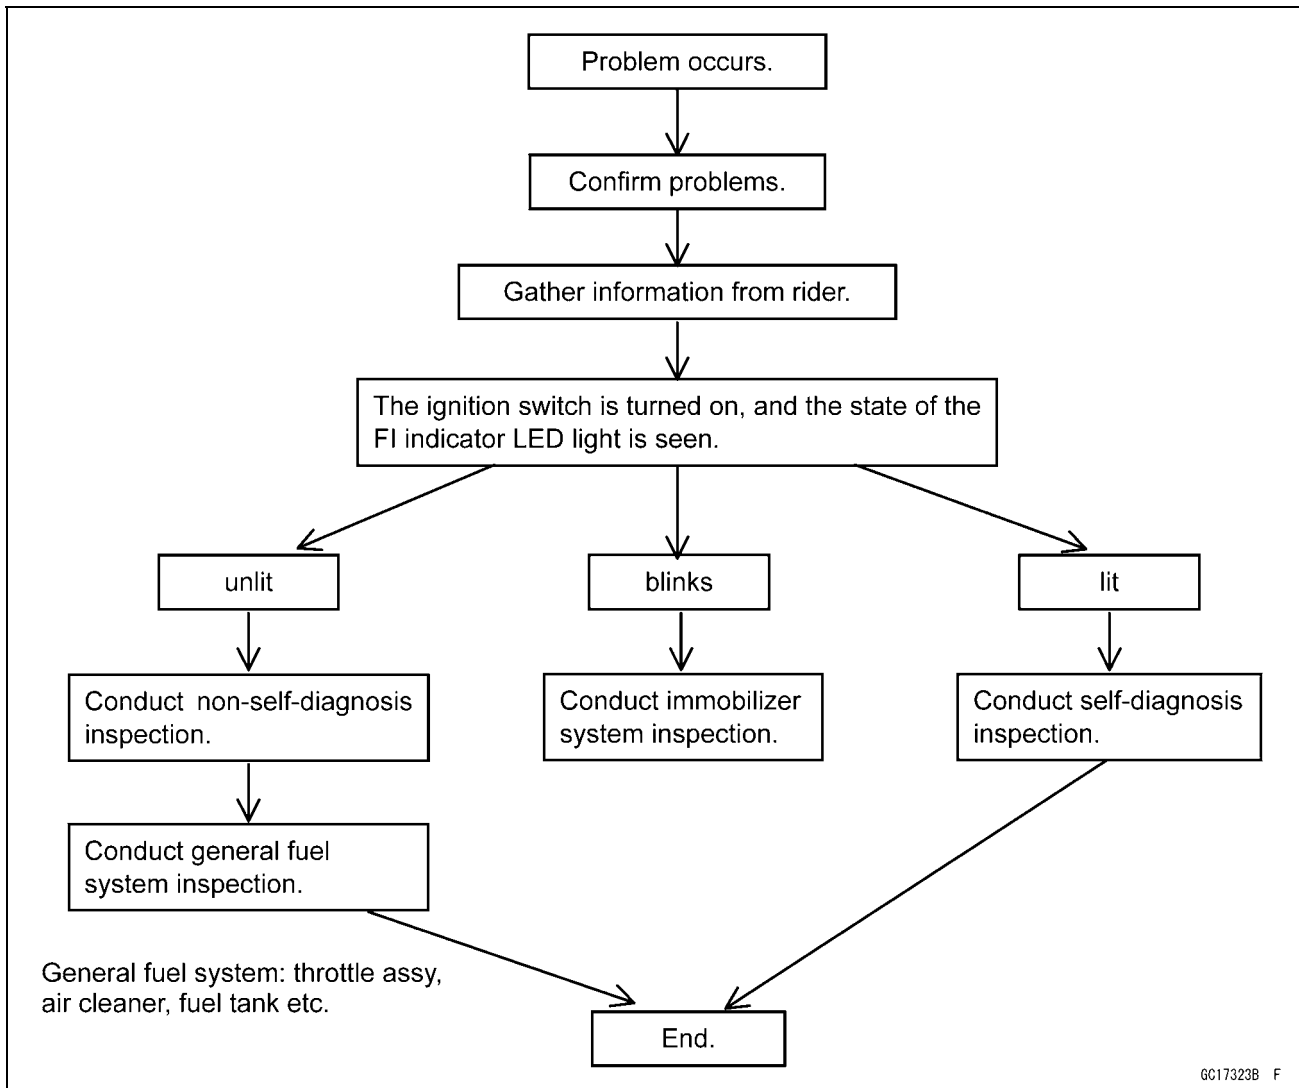 Problem occurs.
Confirm problems.
Gather information from rider.
The ignition switch is turned on, and the state of the
FI indicator LED light is seen.
unlit
blinks
lit
Conduct non-self-diagnosis
inspection.
Conduct immobilizer
system inspection.
Conduct self-diagnosis
inspection.
Conduct general fuel
system inspection.
General fuel system: throttle assy,
air cleaner, fuel tank etc.
End.
GC17323B F